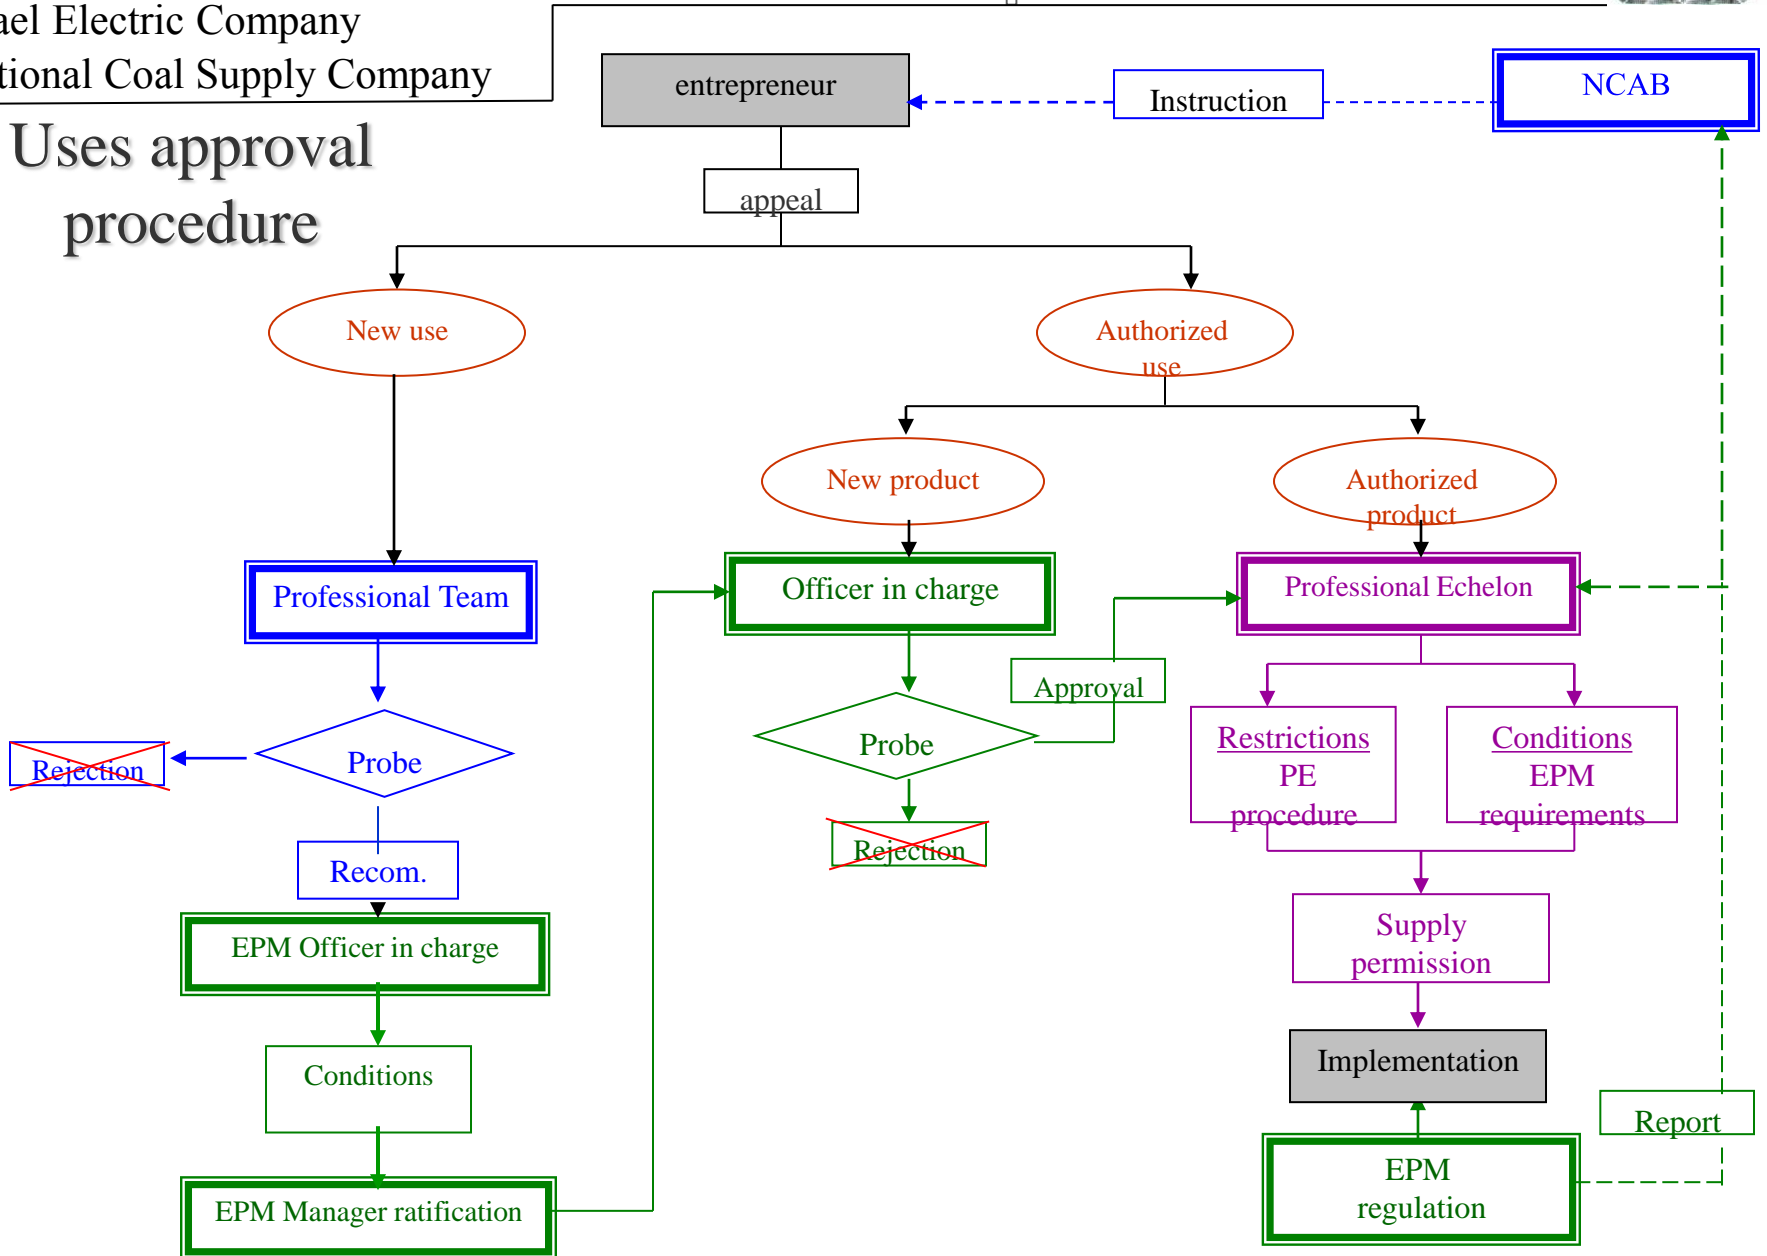 ael Electric Company
tional Coal Supply Company
Uses approval
procedure
entrepreneur
Instruction
NCAB
appeal
New use
Authorized
use
New product
Authorized
product
Professional Team
Officer in charge
Professional Echelon
Probe
Rejection
Recom.
EPM Officer in charge
Conditions
EPM Manager ratification
Approval
Probe
Rejection
Restrictions
PE
procedure
Conditions
EPM
requirements
Supply
permission
Implementation
Report
EPM
regulation